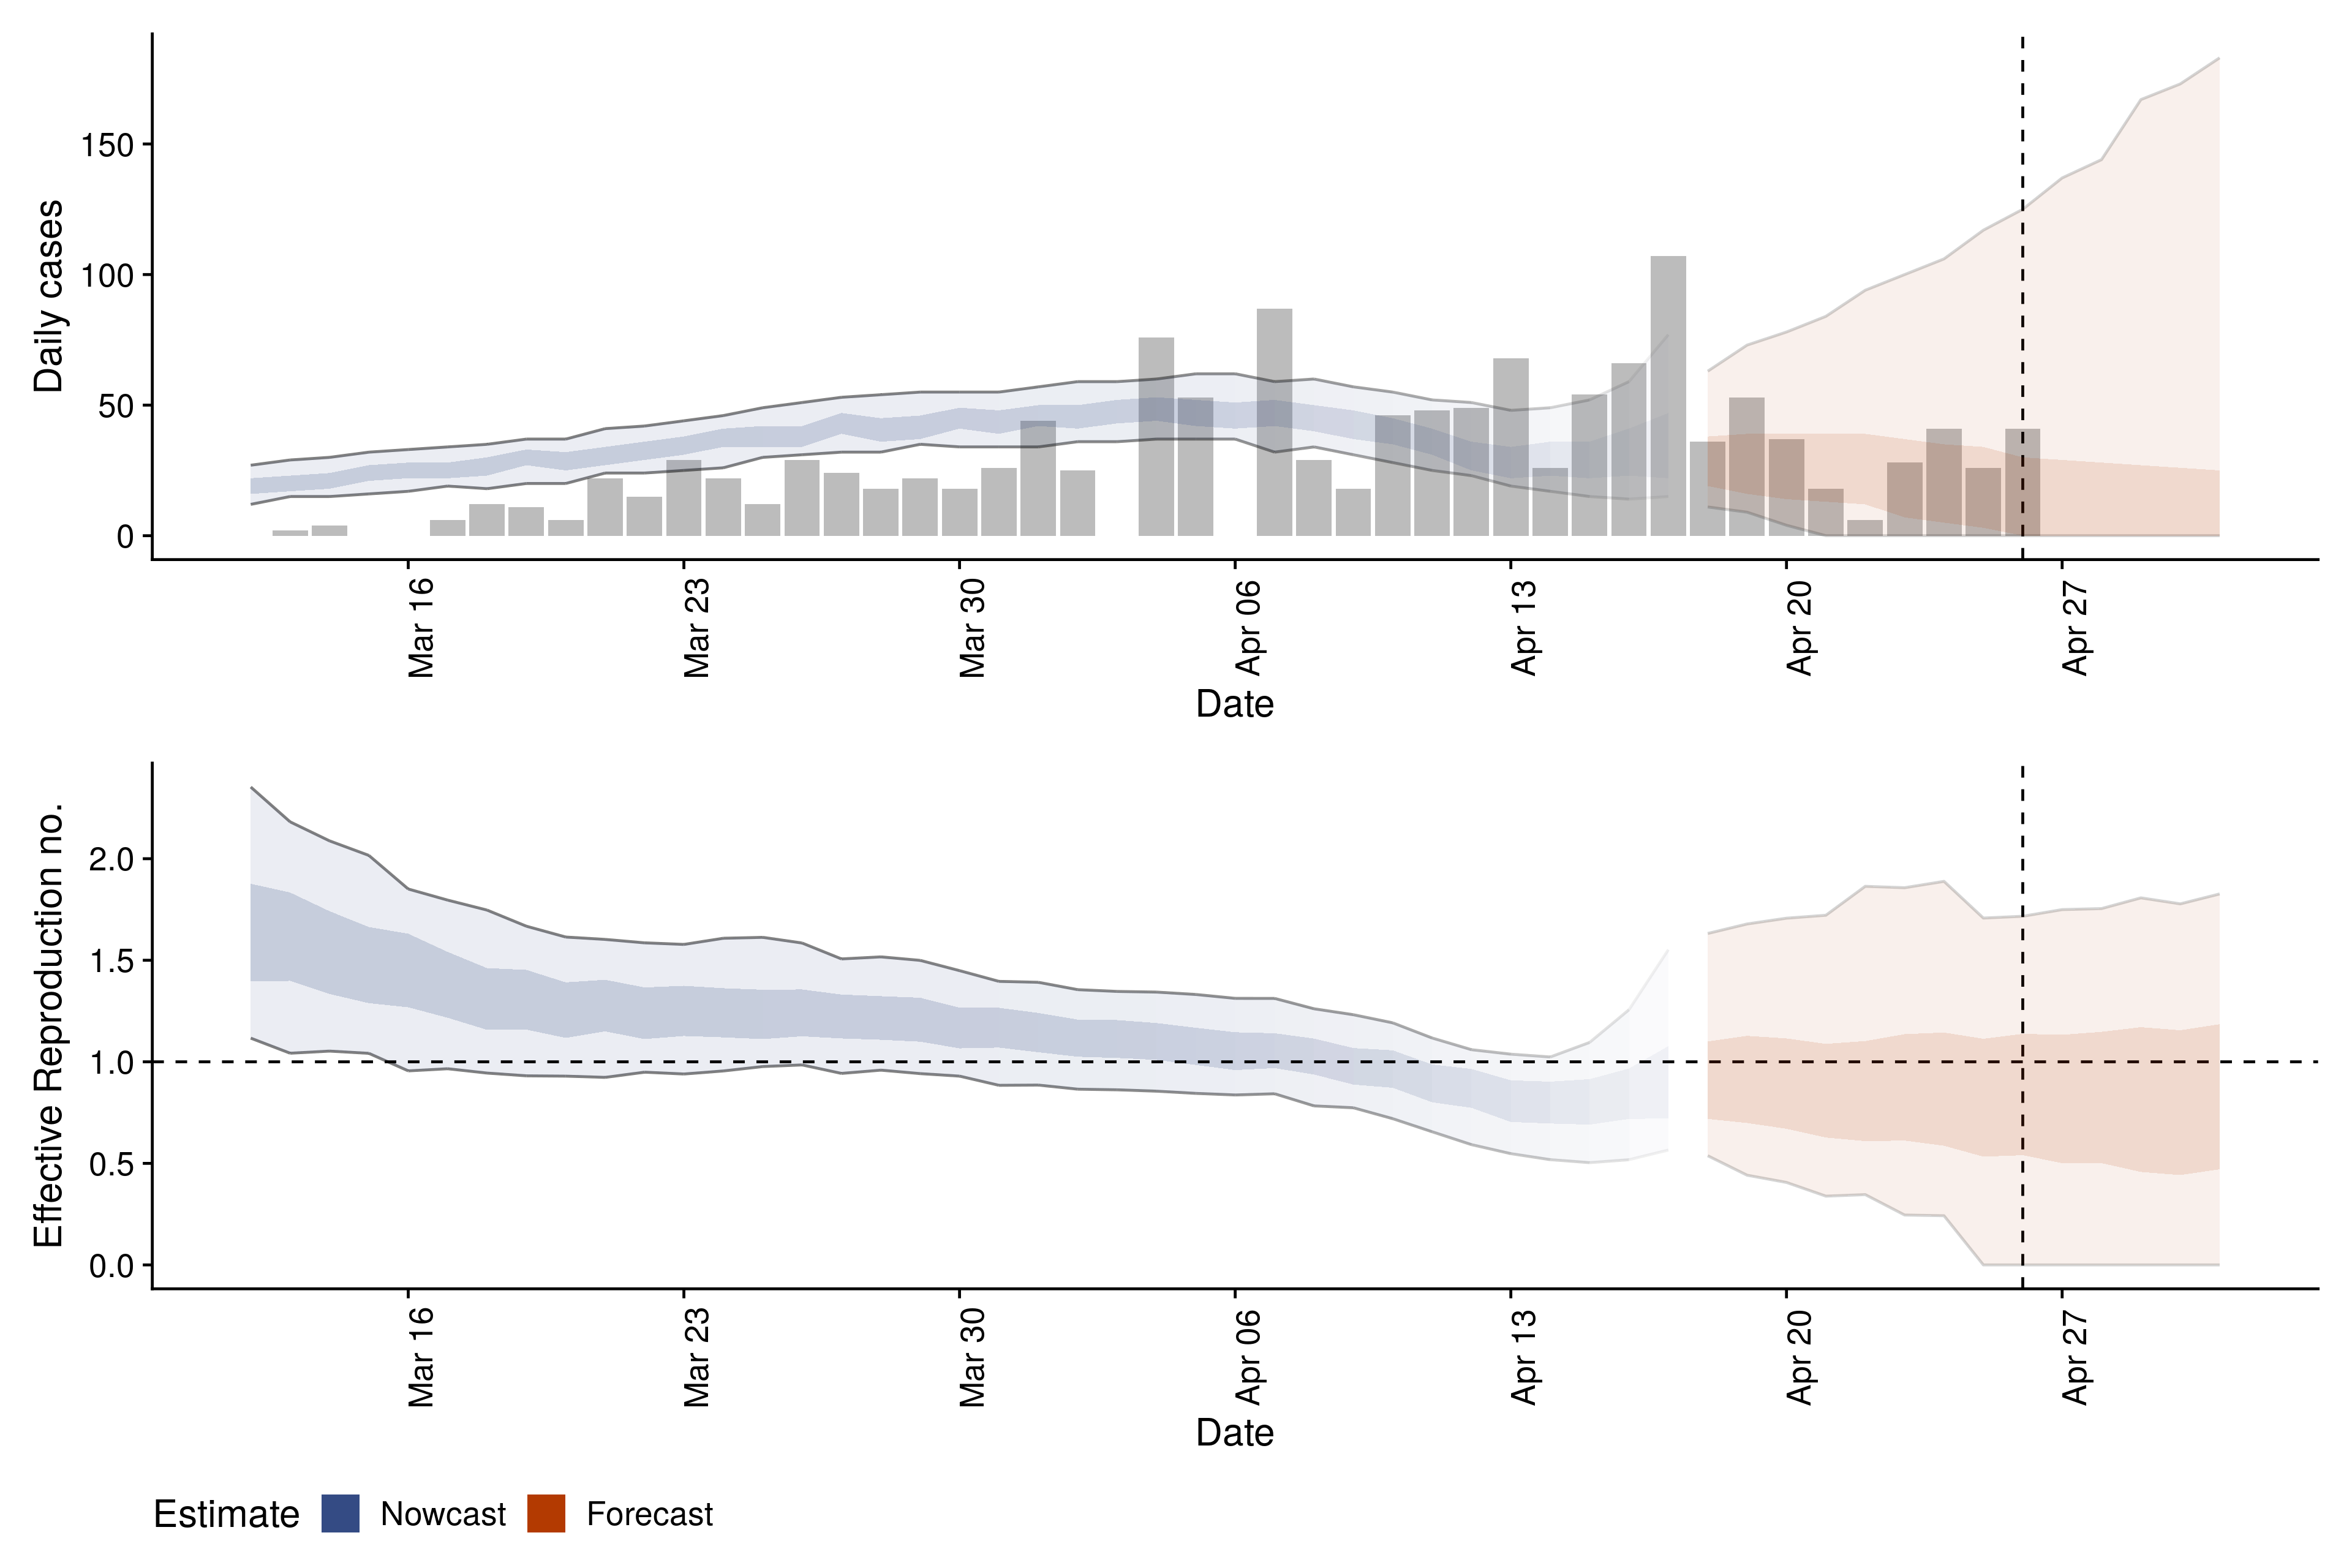 Daily cases
150
100
50
0
Mar 16
Mar 23
Mar 30
Apr 06
Apr 13
Apr 20
Apr 27
Date
Effective Reproduction no.
2.0
1.5
1.0
0.5
0.0
Mar 16
Mar 23
Mar 30
Apr 06
Apr 13
Apr 20
Apr 27
Date
Estimate Nowcast Forecast